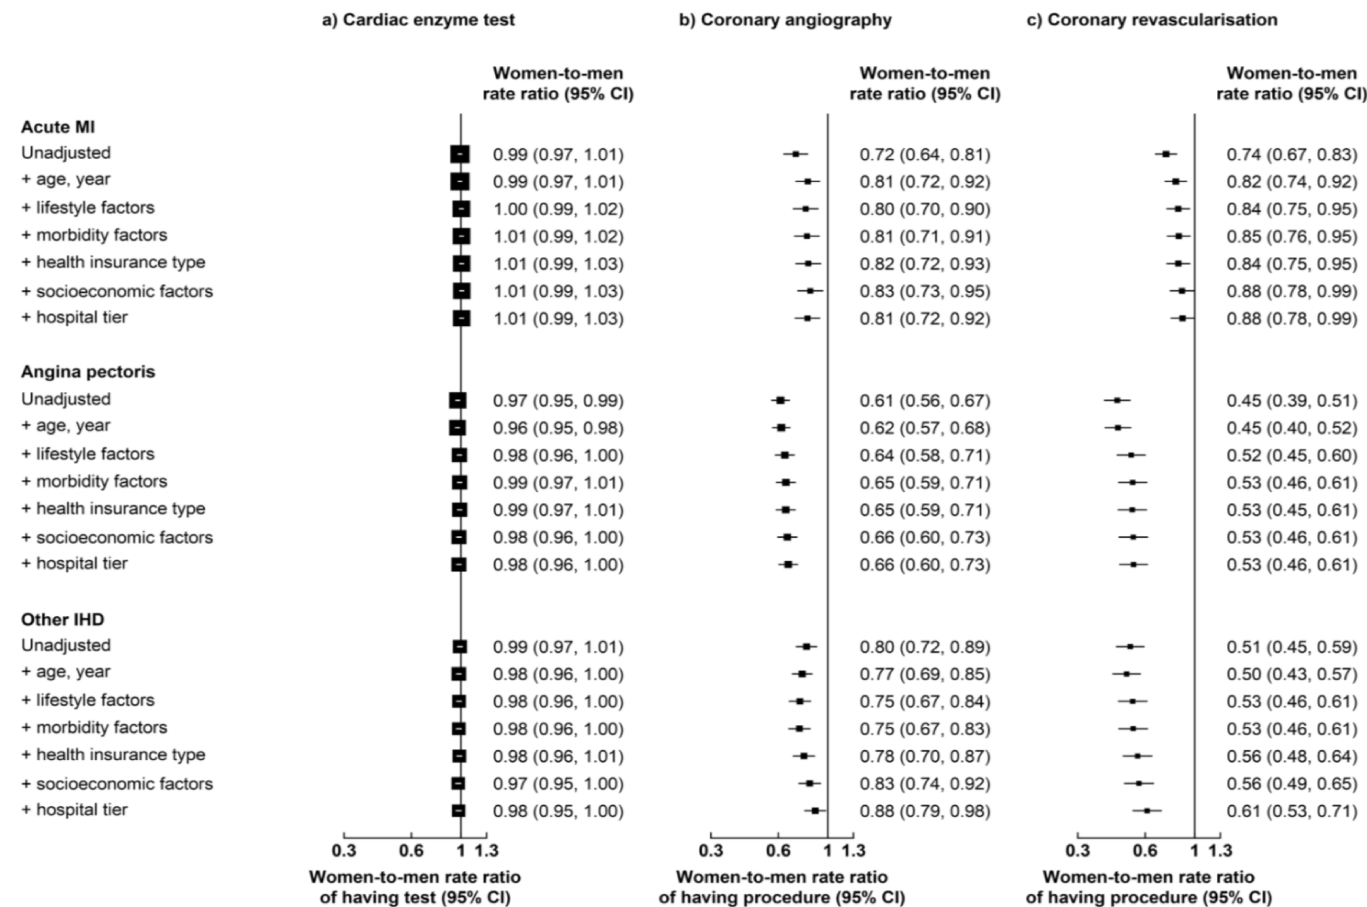 a) Cardiac enzyme test b) Coronary angiography c) Coronary revascularisation
Women-to-men Women-to-men Women-to-men
rate ratio (95% CI) rate ratio (95% CI) rate ratio (95% CI)
Acute MI
Unadjusted 0.99 (0.97, 1.01) 0.72 (0.64, 0.81) 0.74 (0.67, 0.83)
+ age, year 0.99 (0.97, 1.01) 0.81 (0.72, 0.92) 0.82 (0.74, 0.92)
+ lifestyle factors 1.00 (0.99, 1.02) 0.80 (0.70, 0.90) 0.84 (0.75, 0.95)
+ morbidity factors 1.01 (0.99, 1.02) 0.81 (0.71, 0.91) 0.85 (0.76, 0.95)
+ health insurance type 1.01 (0.99, 1.03) 0.82 (0.72, 0.93) 0.84 (0.75, 0.95)
+ socioeconomic factors 1.01 (0.99, 1.03) 0.83 (0.73, 0.95) 0.88 (0.78, 0.99)
+ hospital tier 1.01 (0.99, 1.03) 0.81 (0.72, 0.92) 0.88 (0.78, 0.99)
Angina pectoris
Unadjusted 0.97 (0.95, 0.99) 0.61 (0.56, 0.67) 0.45 (0.39, 0.51)
+ age, year 0.96 (0.95, 0.98) 0.62 (0.57, 0.68) 0.45 (0.40, 0.52)
+ lifestyle factors 0.98 (0.96, 1.00) 0.64 (0.58, 0.71) 0.52 (0.45, 0.60)
+ morbidity factors 0.99 (0.97, 1.01) 0.65 (0.59, 0.71) 0.53 (0.46, 0.61)
+ health insurance type 0.99 (0.97, 1.01) 0.65 (0.59, 0.71) 0.53 (0.45, 0.61)
+ socioeconomic factors 0.98 (0.96, 1.00) 0.66 (0.60, 0.73) 0.53 (0.46, 0.61)
+ hospital tier 0.98 (0.96, 1.00) 0.66 (0.60, 0.73) 0.53 (0.46, 0.61)
Other IHD
Unadjusted 0.99 (0.97, 1.01) 0.80 (0.72, 0.89) 0.51 (0.45, 0.59)
+ age, year 0.98 (0.96, 1.00) 0.77 (0.69, 0.85) 0.50 (0.43, 0.57)
+ lifestyle factors 0.98 (0.96, 1.00) 0.75 (0.67, 0.84) 0.53 (0.46, 0.61)
+ morbidity factors 0.98 (0.96, 1.00) 0.75 (0.67, 0.83) 0.53 (0.46, 0.61)
+ health insurance type 0.98 (0.96, 1.01) 0.78 (0.70, 0.87) 0.56 (0.48, 0.64)
+ socioeconomic factors 0.97 (0.95, 1.00) 0.83 (0.74, 0.92) 0.56 (0.49, 0.65)
+ hospital tier 0.98 (0.95, 1.00) 0.88 (0.79, 0.98) 0.61 (0.53, 0.71)
0.3 0.6 1 1.3 0.3 0.6 1 1.3 0.3 0.6 1 1.3
Women-to-men rate ratio Women-to-men rate ratio Women-to-men rate ratio
of having test (95% CI) of having procedure (95% CI) of having procedure (95% CI)